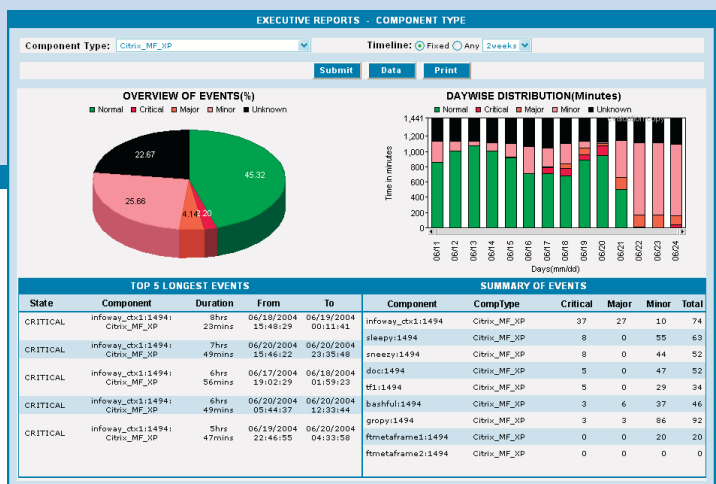 EXECUTIVE REPORTS - COMPONENT TYPE
Component Type: Citrix_MF_XP Timeline: Fixed Any 2weeks
Submit Data Print
OVERVIEW OF EVENTS(%)
Normal Critical Major Minor Unknown
22.67
45.32
25.66
4.14
2.20
DAYWISE DISTRIBUTION(Minutes)
Normal Critical Major Minor Unknown
1,441
1,200
1,000
800
600
400
200
0
Time in minutes
06/11 06/12 06/13 06/14 06/15 06/16 06/17 06/18 06/19 06/20 06/21 06/22 06/23 06/24
Days(mm/dd)
TOP 5 LONGEST EVENTS
State Component Duration From To
CRITICAL infoway_ctx1:1494: Citrix_MF_XP 8hrs 23mins 06/18/2004 15:48:29 06/19/2004 00:11:41
CRITICAL infoway_ctx1:1494: Citrix_MF_XP 7hrs 49mins 06/20/2004 15:46:22 06/20/2004 23:35:48
CRITICAL infoway_ctx1:1494: Citrix_MF_XP 6hrs 56mins 06/17/2004 19:02:29 06/18/2004 01:59:23
CRITICAL infoway_ctx1:1494: Citrix_MF_XP 6hrs 49mins 06/20/2004 05:44:37 06/20/2004 12:33:44
CRITICAL infoway_ctx1:1494: Citrix_MF_XP 5hrs 47mins 06/19/2004 22:46:55 06/20/2004 04:33:58
SUMMARY OF EVENTS
Component CompType Critical Major Minor Total
infoway_ctx1:1494 Citrix_MF_XP 37 27 10 74
sleepy:1494 Citrix_MF_XP 8 0 55 63
sneezy:1494 Citrix_MF_XP 8 0 44 52
doc:1494 Citrix_MF_XP 5 0 47 52
tf1:1494 Citrix_MF_XP 5 0 29 34
bashful:1494 Citrix_MF_XP 3 6 37 46
gropy:1494 Citrix_MF_XP 3 3 86 92
ftmetaframe1:1494 Citrix_MF_XP 0 0 20 20
ftmetaframe2:1494 Citrix_MF_XP 0 0 0 0